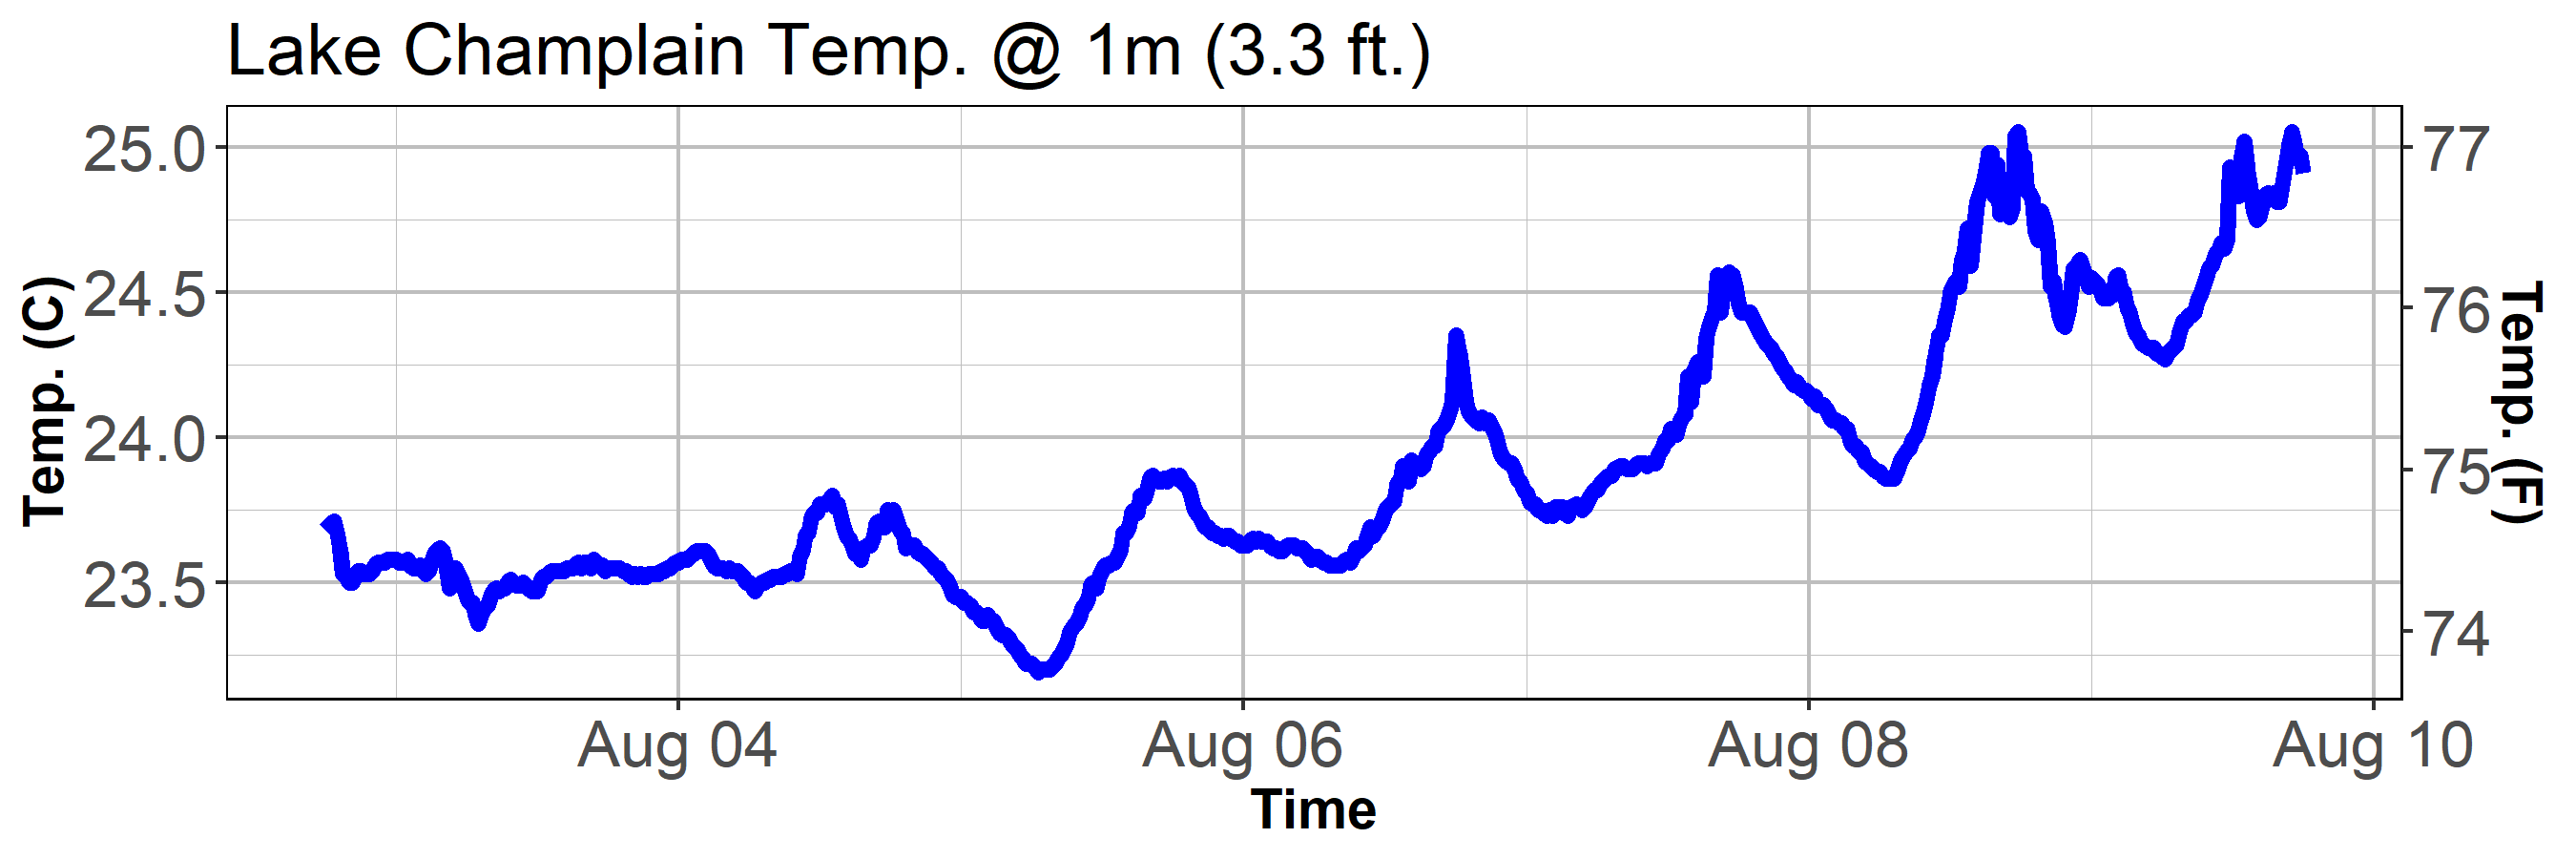 Lake Champlain Temp. @ 1m (3.3 ft.)
Temp. (C)
25.0
24.5
24.0
23.5
77
76
75
74
Temp. (F)
Aug 04
Aug 06
Aug 08
Aug 10
Time